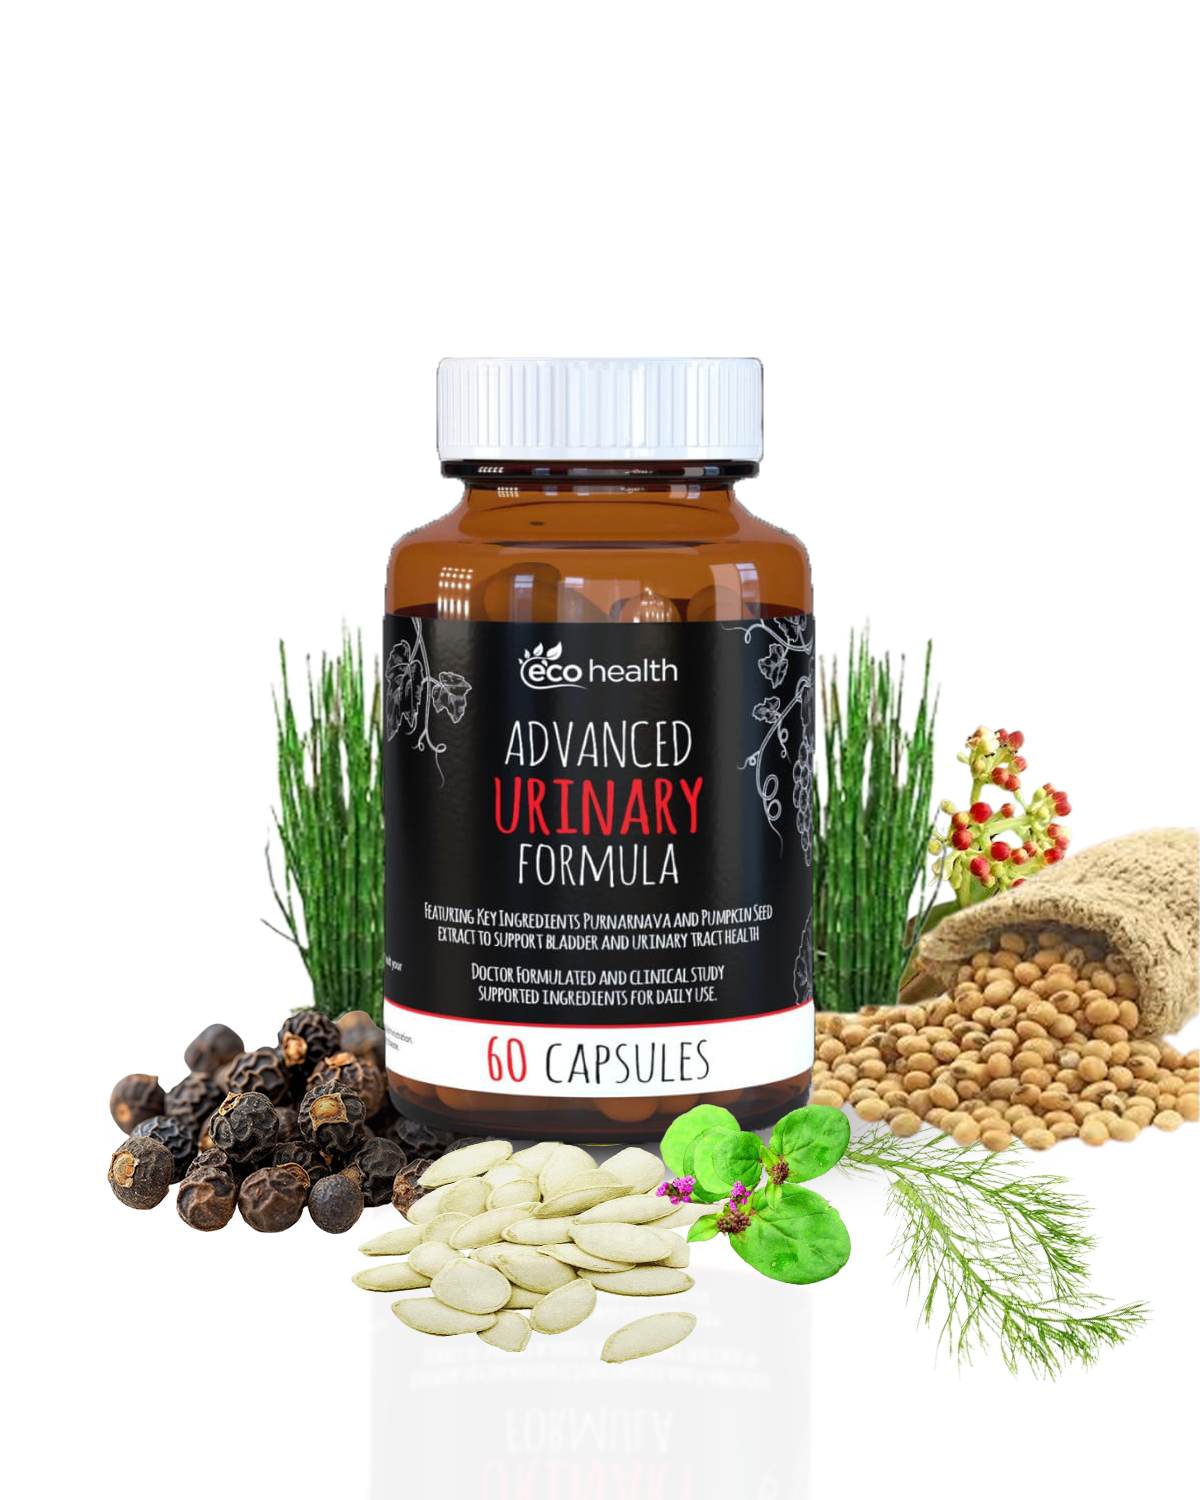 eco health
ADVANCED
URINARY
FORMULA
FEATURING KEY INGREDIENTS PURNARNAVA AND PUMPKIN SEED
EXTRACT TO SUPPORT BLADDER AND URINARY TRACT HEALTH
DOCTOR FORMULATED AND CLINICAL STUDY
SUPPORTED INGREDIENTS FOR DAILY USE.
your
60 CAPSULES